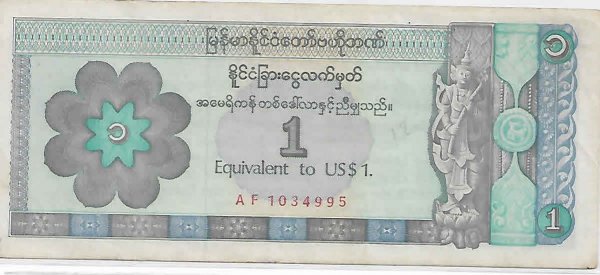 မြန်မာနိုင်ငံတော်ဗဟိုဘဏ်
၁
နိုင်ငံခြားငွေလက်မှတ်
အမေရိကန်တစ်ဒေါ်လာနှင့်ညီမျှသည်။
၁
1
Equivalent to US$1.
AF 1034995
1